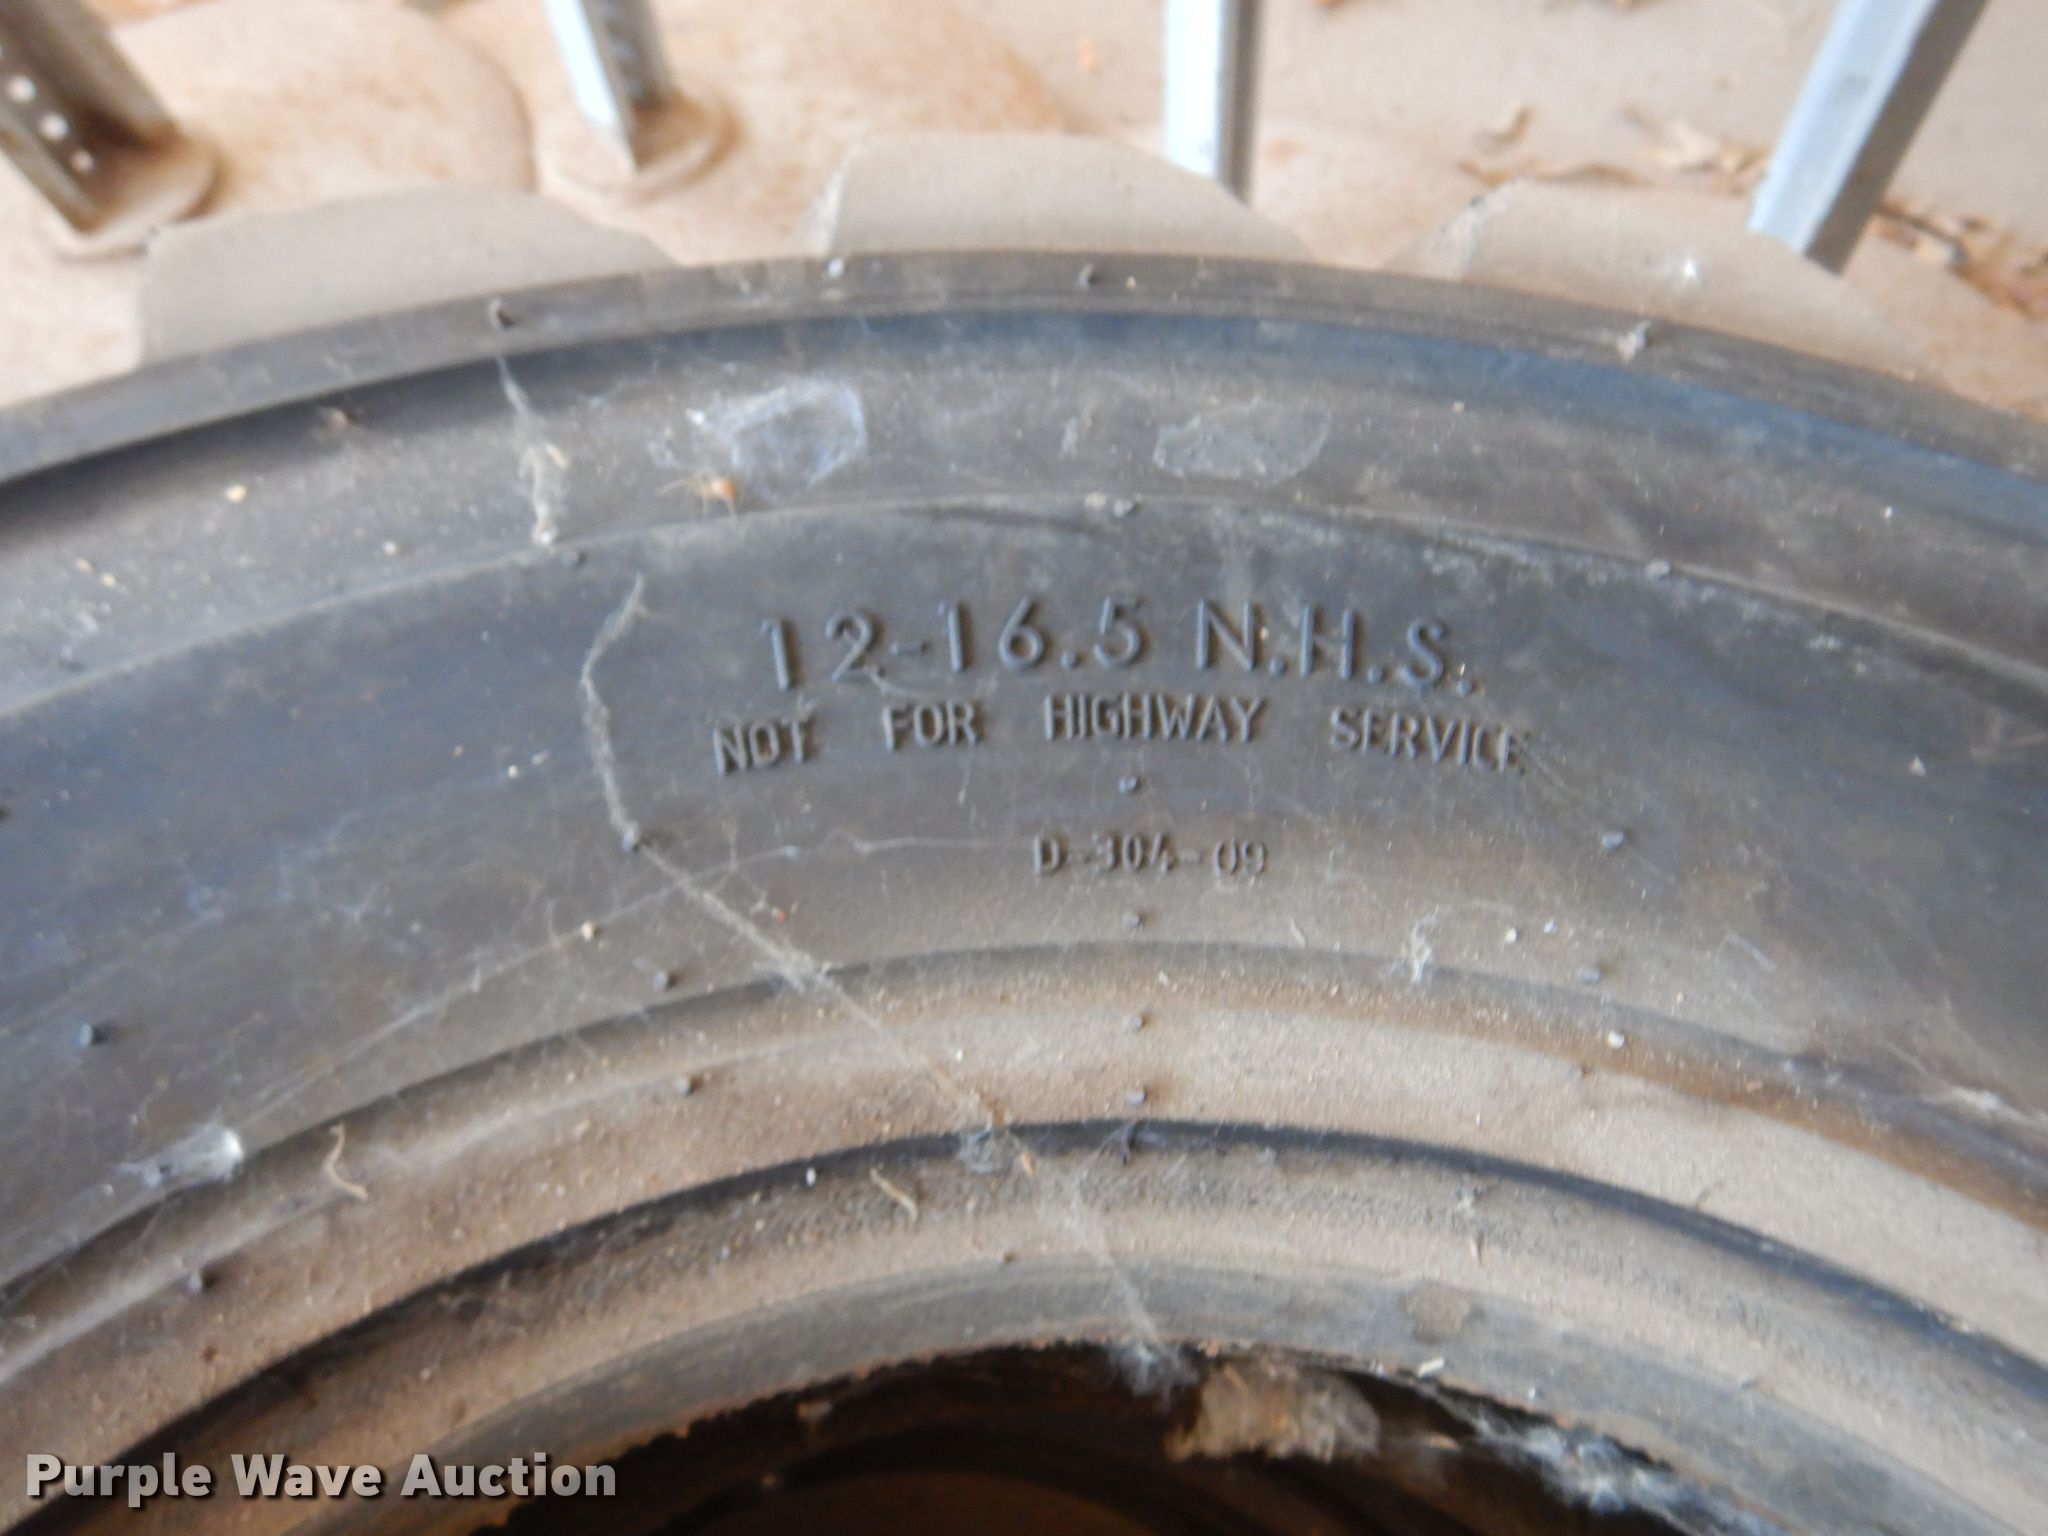 12-16.5 N.H.S.
NOT FOR HIGHWAY SERVICE
D-304-09
Purple Wave Auction